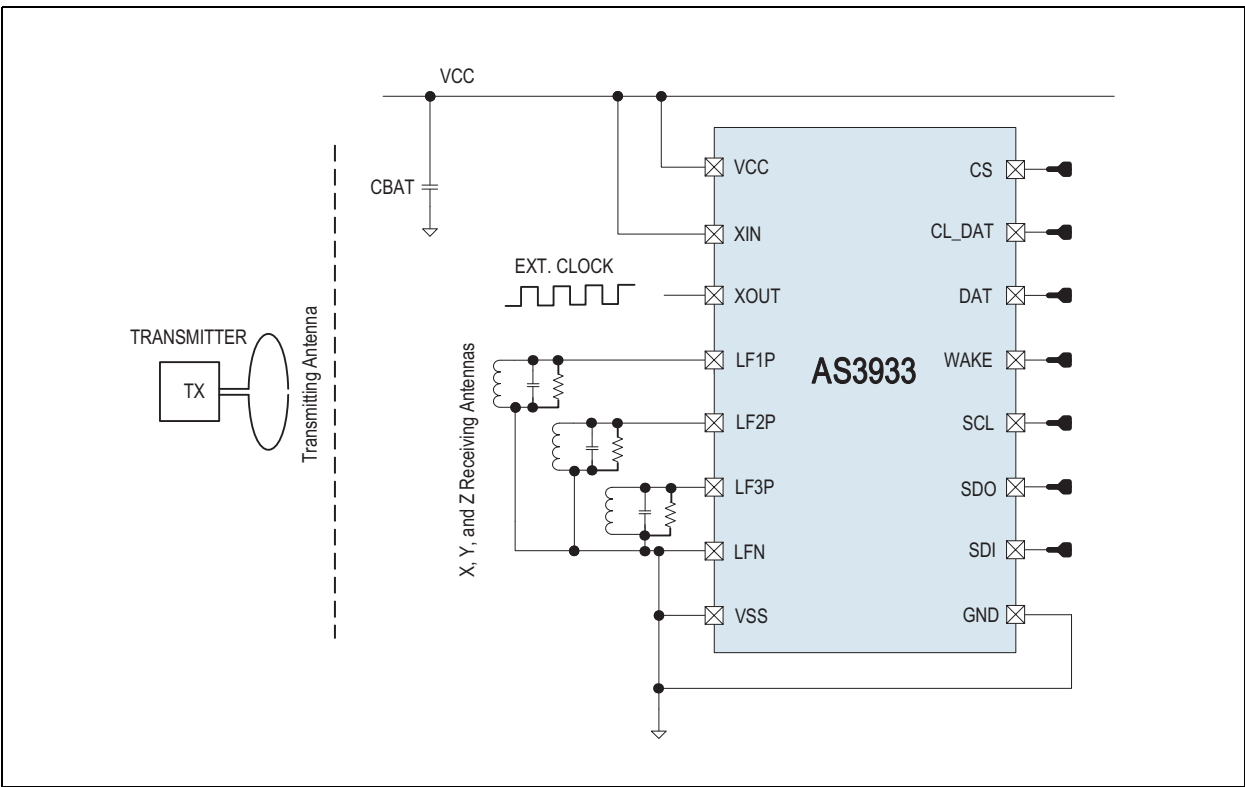 VCC
CBAT
EXT. CLOCK
TRANSMITTER
TX
Transmitting Antenna
X, Y, and Z Receiving Antennas
VCC
XIN
XOUT
LF1P
LF2P
LF3P
LFN
VSS
AS3933
CS
CL_DAT
DAT
WAKE
SCL
SDO
SDI
GND